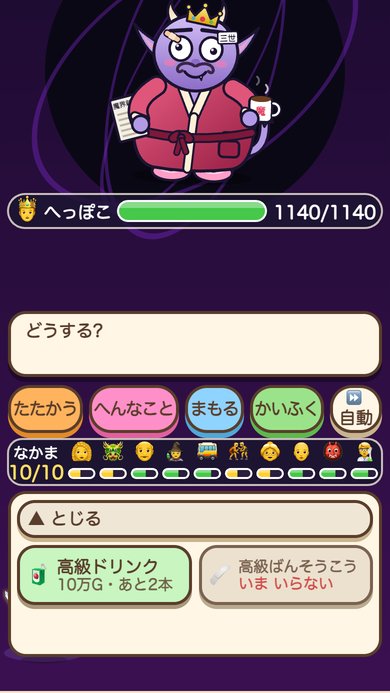 三世
魔界
魔
へっぽこ
1140/1140
どうする?
たたかう
へんなこと
まもる
かいふく
自動
なかま
10/10
▲ とじる
高級ドリンク
10万G・あと2本
高級ばんそうこう
いま いらない